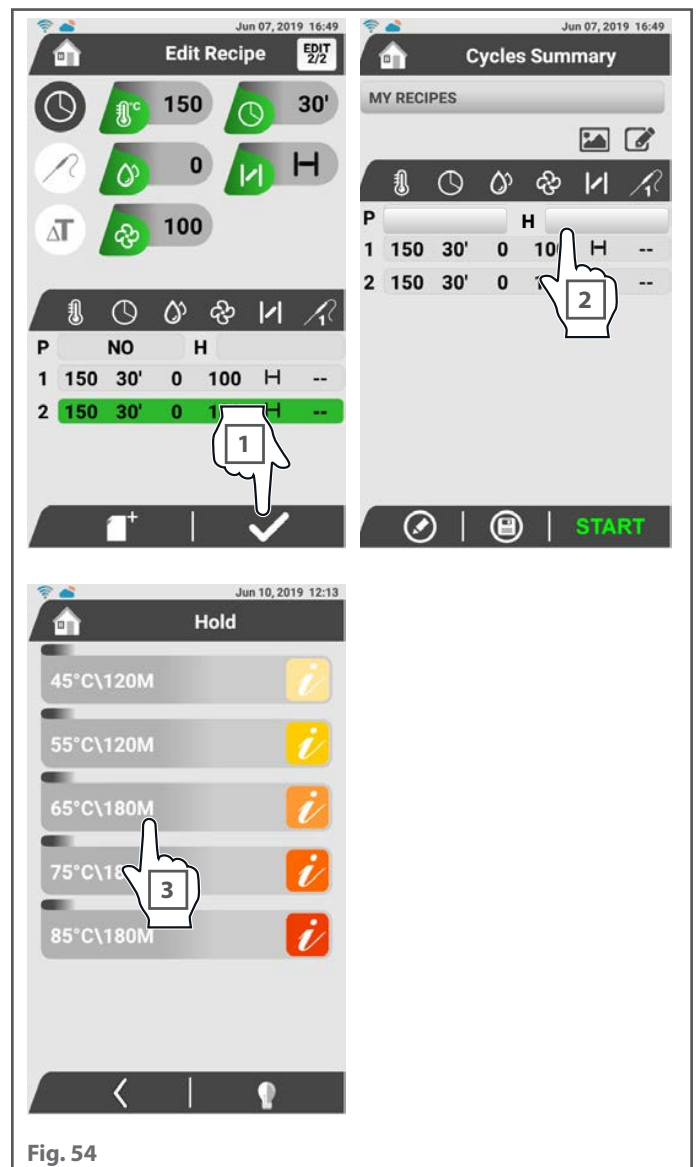 Jun 07, 2019 16:49
Edit Recipe EDIT 2/2
°C 150 30'
0
ΔT 100
1
P NO H
1 150 30' 0 100 --
2 150 30' 0 --
1
Jun 07, 2019 16:49
Cycles Summary
MY RECIPES
1
P H
1 150 30' 0 --
2 150 30' 0 --
2
START
Jun 10, 2019 12:13
Hold
45°C\120M i
55°C\120M i
65°C\180M i
75°C\18 i
3
85°C\180M i
Fig. 54